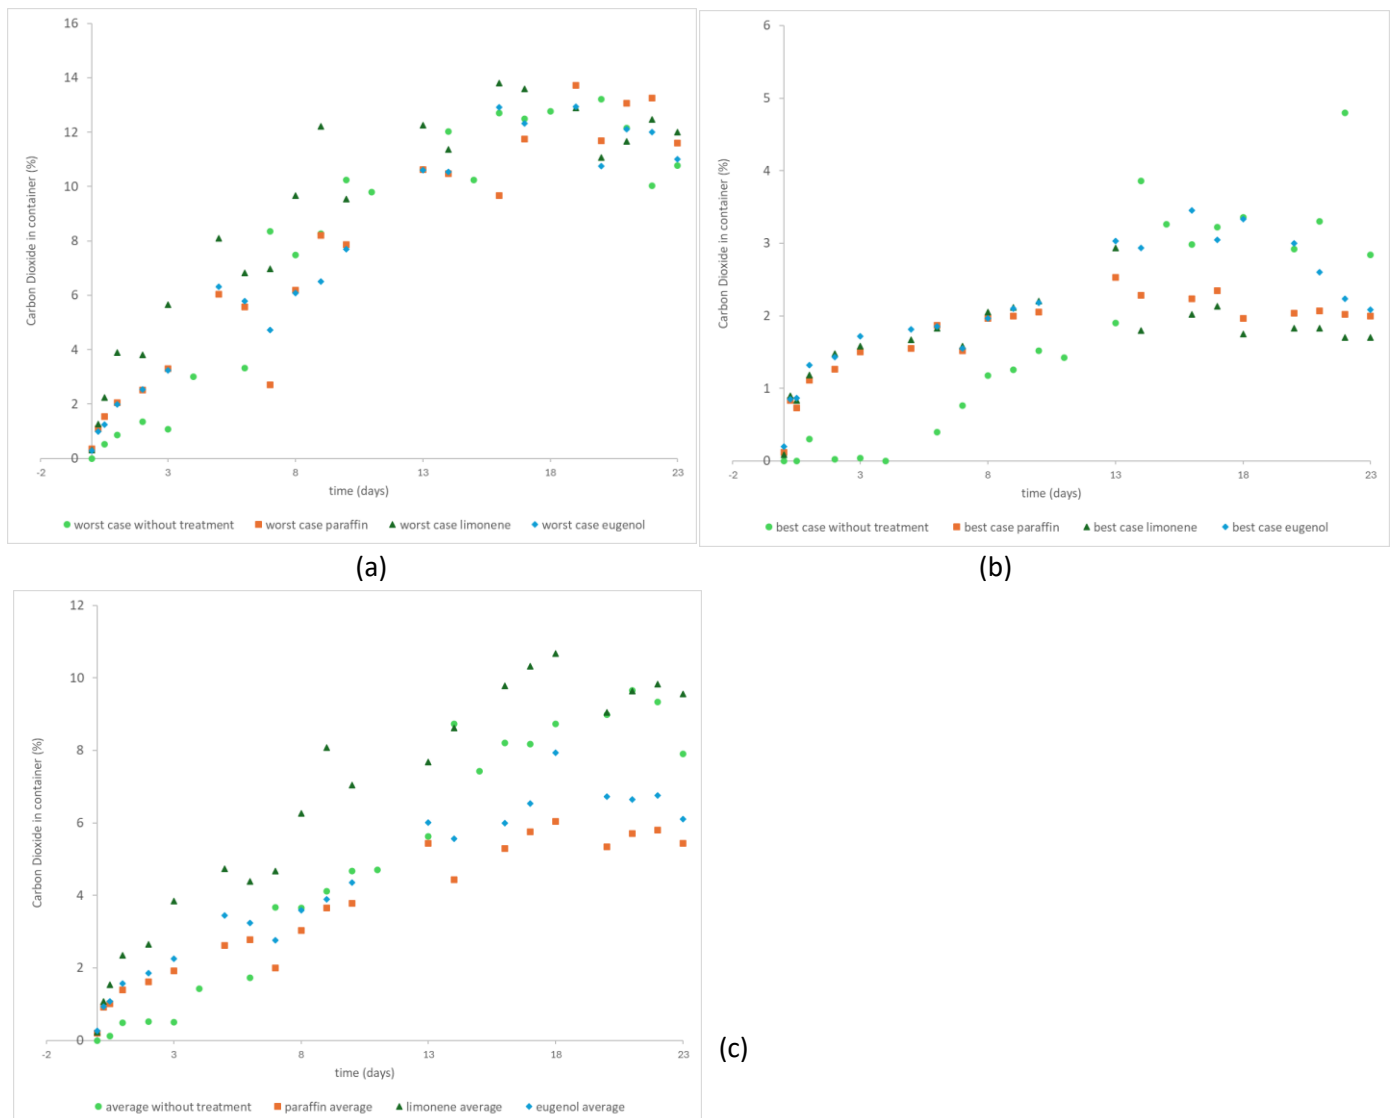 16
14
12
10
8
6
4
2
0
-2 3 8 13 18 23
Carbon Dioxide in container (%)
time (days)
worst case without treatment worst case paraffin worst case limonene worst case eugenol
(a)
6
5
4
3
2
1
0
-2 3 8 13 18 23
Carbon Dioxide in container (%)
time (days)
best case without treatment best case paraffin best case limonene best case eugenol
(b)
12
10
8
6
4
2
0
-2 3 8 13 18 23
Carbon Dioxide in container (%)
time (days)
average without treatment paraffin average limonene average eugenol average
(c)